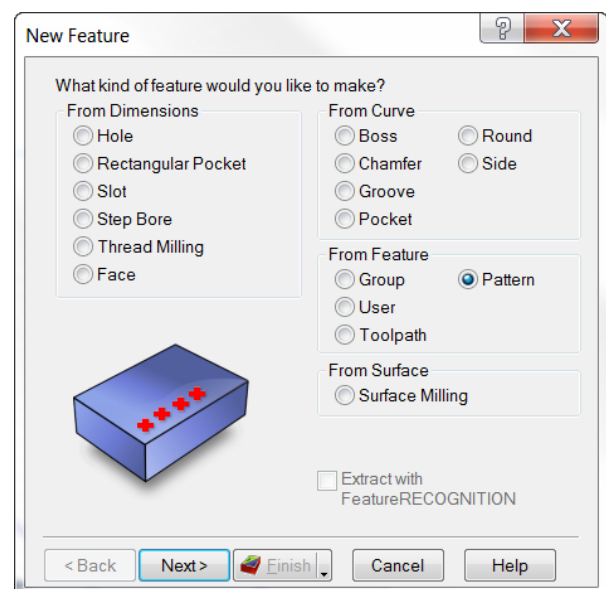 New Feature
What kind of feature would you like to make?
From Dimensions
Hole
Rectangular Pocket
Slot
Step Bore
Thread Milling
Face
From Curve
Boss
Round
Chamfer
Side
Groove
Pocket
From Feature
Group
Pattern
User
Toolpath
From Surface
Surface Milling
Extract with
FeatureRECOGNITION
< Back
Next >
Finish
Cancel
Help